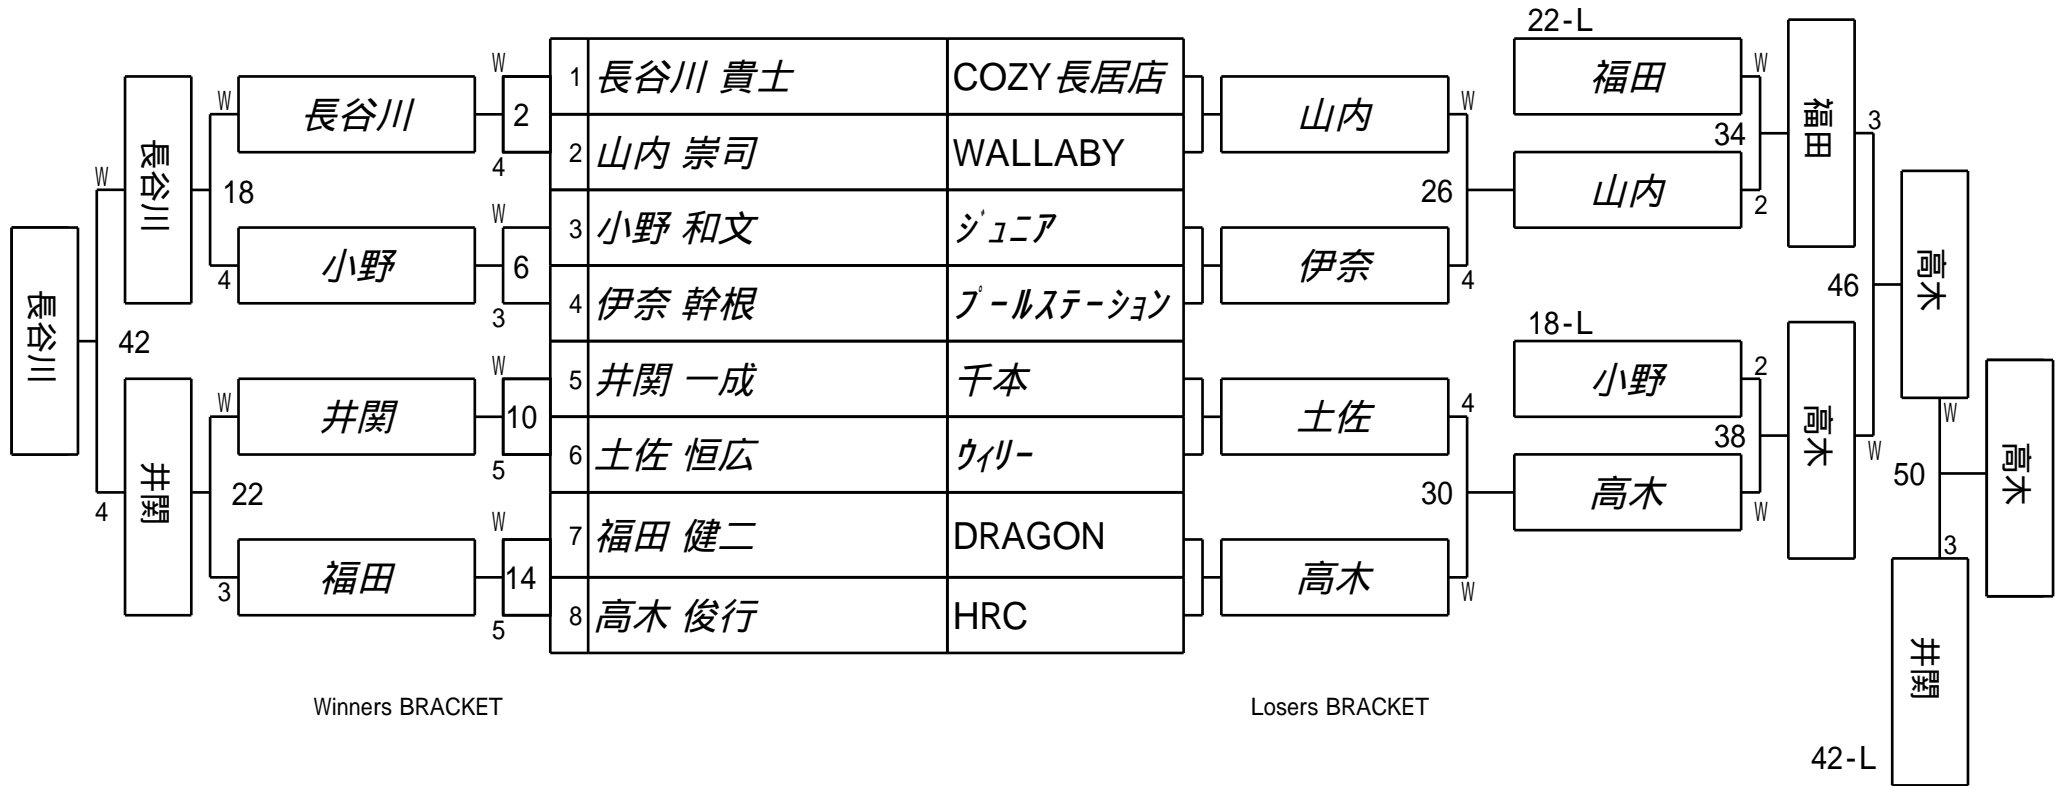 22-L
W
1 長谷川 貴士 COZY長居店
W
福田
W
長谷川
2
山内
W
福田
3
34
長谷川
2 山内 崇司 WALLABY
4
W
18
26
山内
2
W
3 小野 和文 ジュニア
小野
6
伊奈
4
4
高木
長谷川
4 伊奈 幹根 プールステーション
3
46
42
18-L
W
5 井関 一成 千本
小野
2
W
井関
10
土佐
4
高木
W
38
W
6 土佐 恒広 ウィリー
5
井関
22
4
30
高木
W
50
高木
W
7 福田 健二 DRAGON
3
福田
14
高木
3
W
8 高木 俊行 HRC
5
井関
Winners BRACKET
Losers BRACKET
42-L